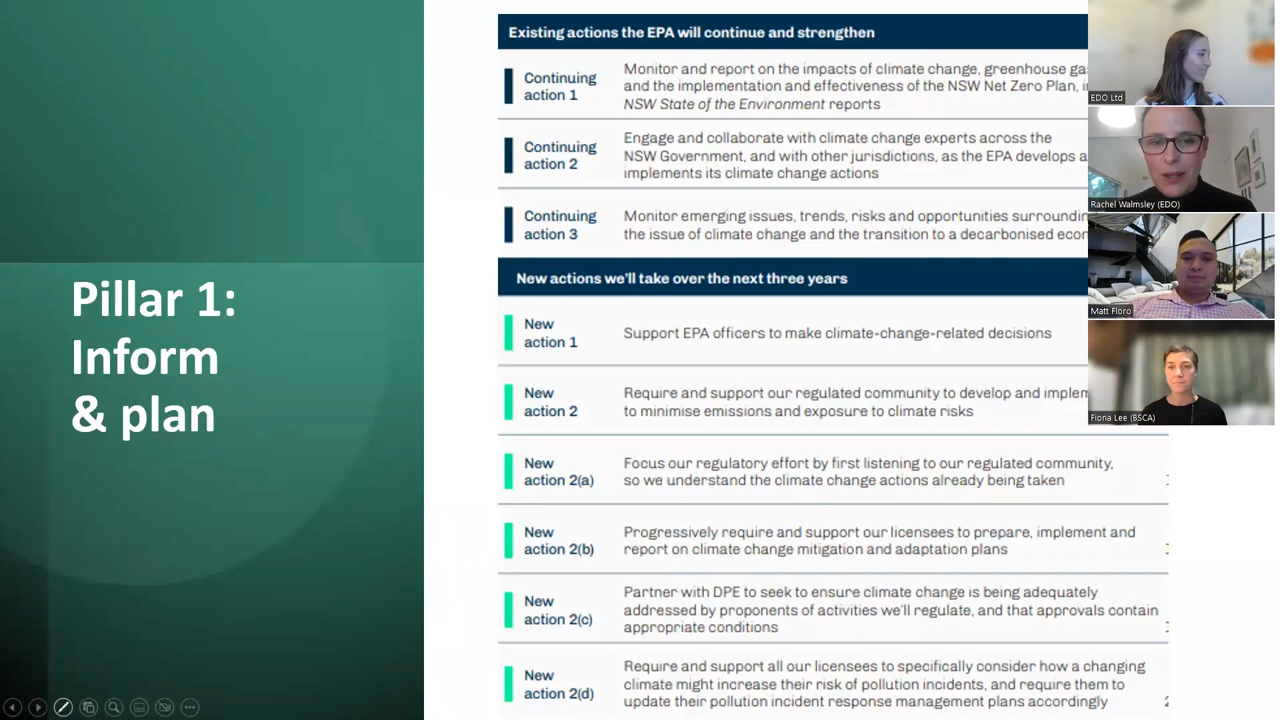 Pillar 1:
Inform
& plan
Existing actions the EPA will continue and strengthen
Continuing
action 1
Monitor and report on the impacts of climate change, greenhouse ga
and the implementation and effectiveness of the NSW Net Zero Plan, i
NSW State of the Environment reports
Continuing
action 2
Engage and collaborate with climate change experts across the
NSW Government, and with other jurisdictions, as the EPA develops a
implements its climate change actions
Continuing
action 3
Monitor emerging issues, trends, risks and opportunities surroundin
the issue of climate change and the transition to a decarbonised eco
New actions we'll take over the next three years
New
action 1
Support EPA officers to make climate-change-related decisions
New
action 2
Require and support our regulated community to develop and implem
to minimise emissions and exposure to climate risks
New
action 2(a)
Focus our regulatory effort by first listening to our regulated community,
so we understand the climate change actions already being taken
New
action 2(b)
Progressively require and support our licensees to prepare, implement and
report on climate change mitigation and adaptation plans
New
action 2(c)
Partner with DPE to seek to ensure climate change is being adequately
addressed by proponents of activities we'll regulate, and that approvals contain
appropriate conditions
New
action 2(d)
Require and support all our licensees to specifically consider how a changing
climate might increase their risk of pollution incidents, and require them to
update their pollution incident response management plans accordingly
EDO Ltd
Rachel Walmsley (EDO)
Matt Floro
Fiona Lee (BSCA)